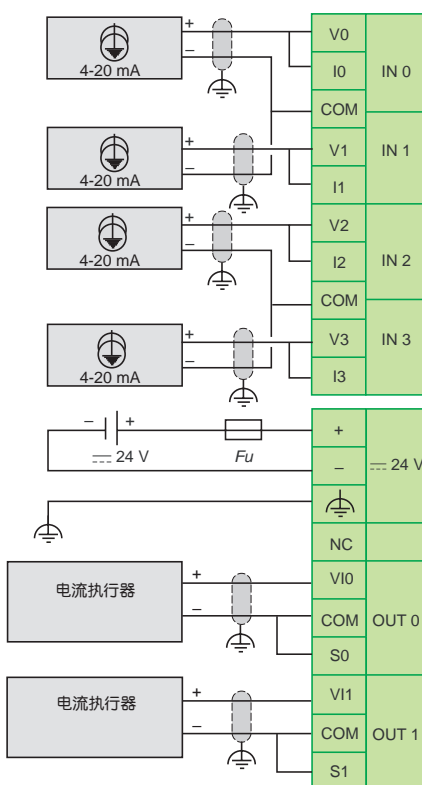 +
V0
–
4-20 mA
I0
IN 0
COM
+
V1
IN 1
–
4-20 mA
I1
+
V2
–
4-20 mA
I2
IN 2
COM
+
V3
IN 3
–
4-20 mA
I3
– +
24 V
Fu
+
–
24 V
NC
电流执行器
+
VI0
–
COM
OUT 0
S0
电流执行器
+
VI1
–
COM
OUT 1
S1